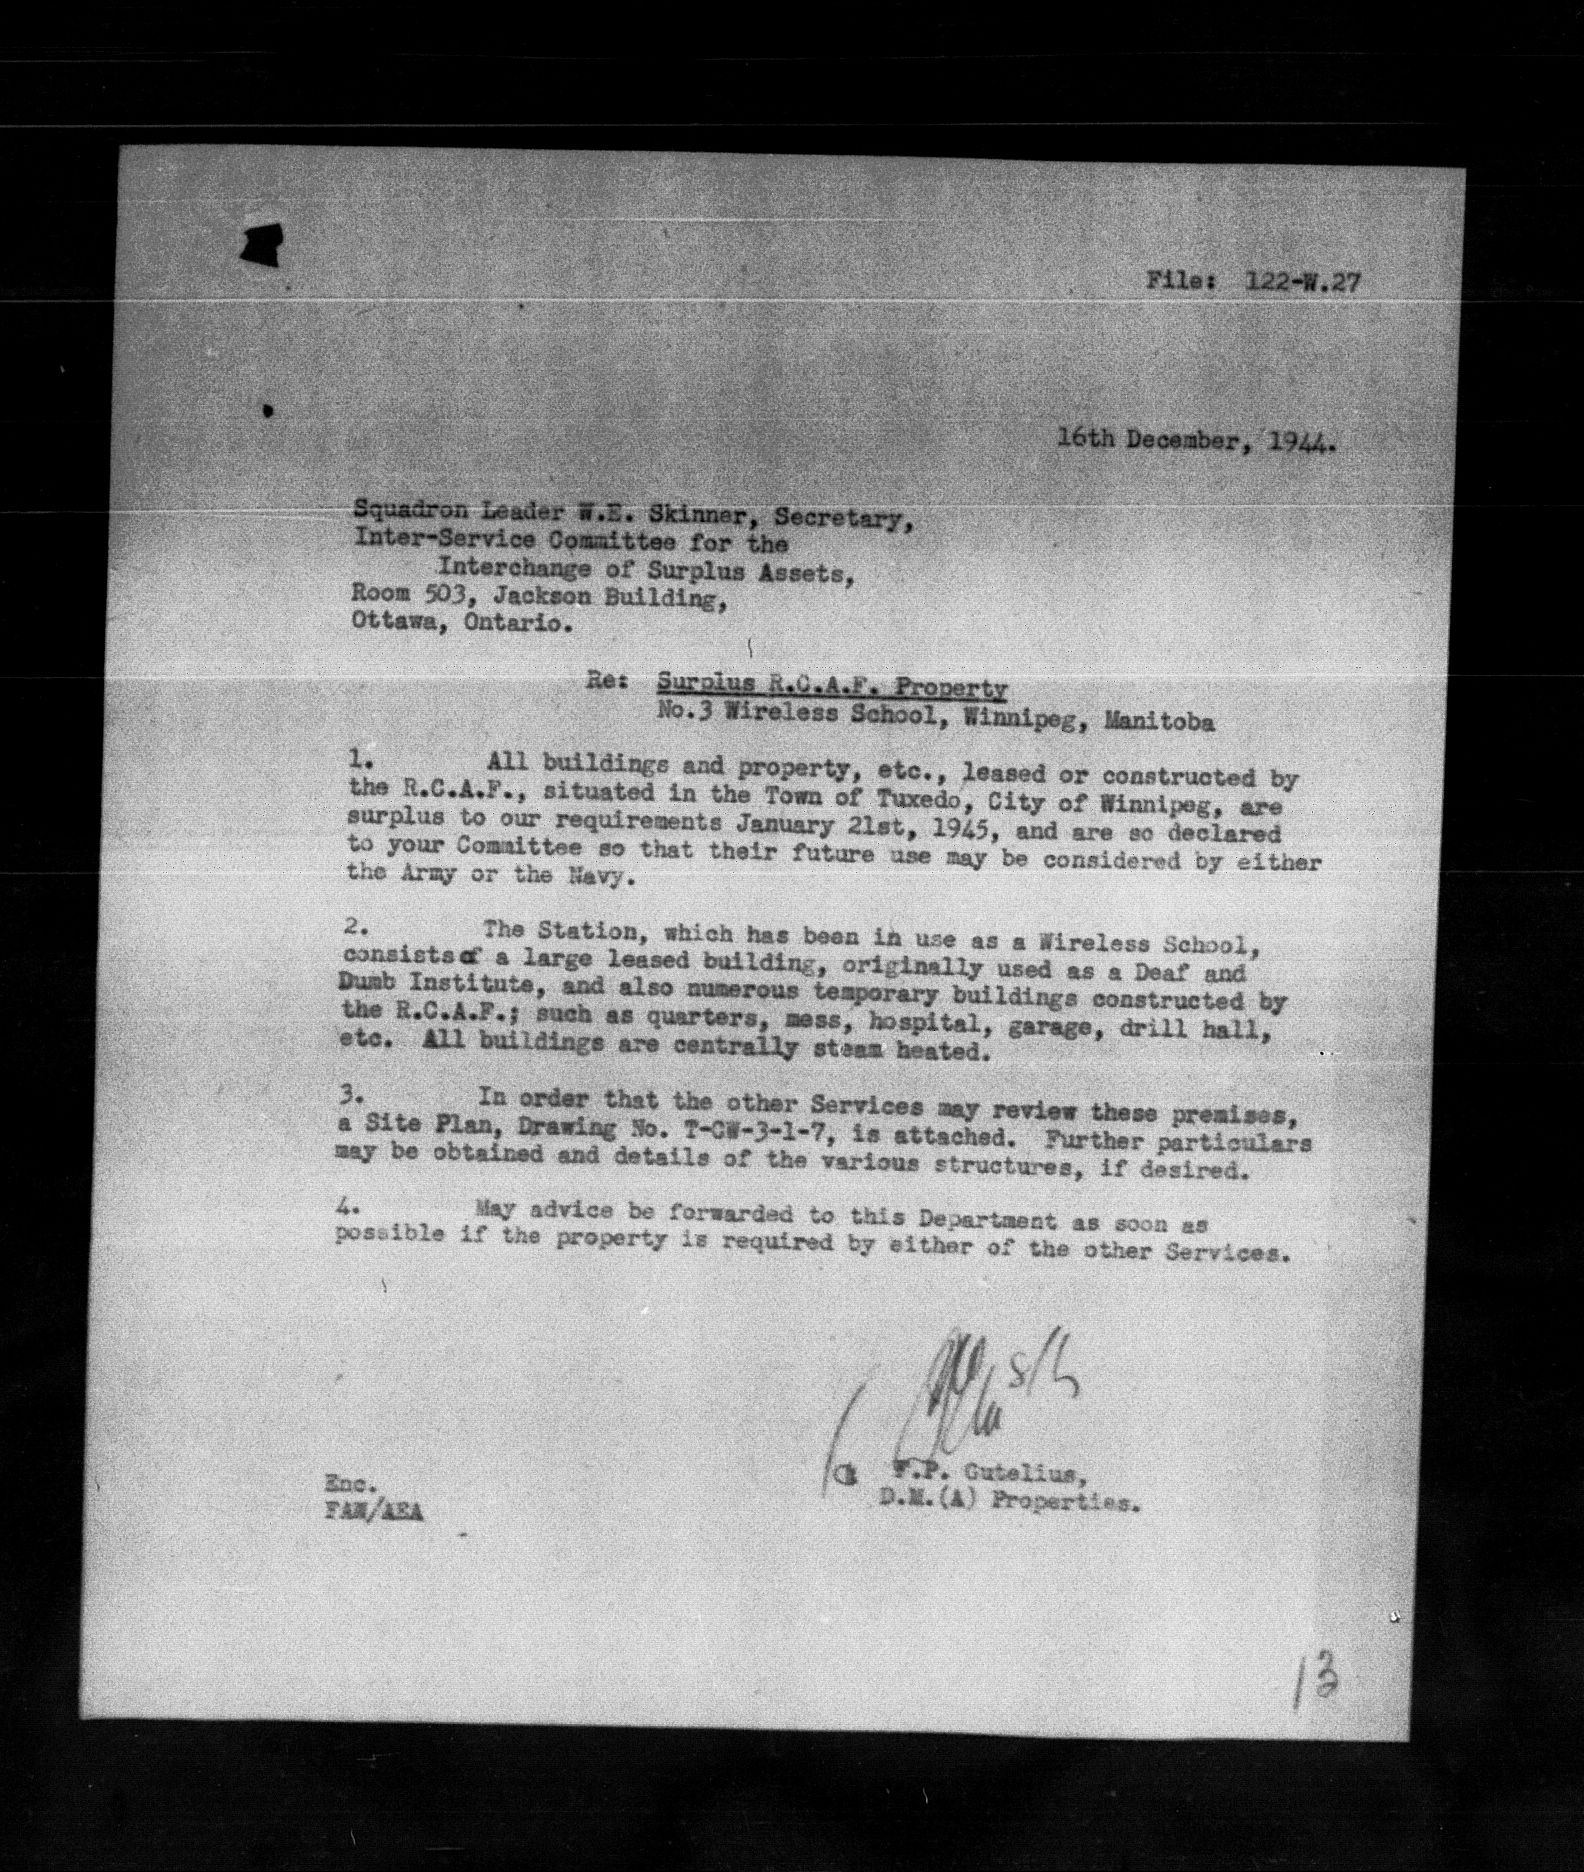 File: 122-W.27
16th December, 1944.
Squadron Leader W.E. Skinner, Secretary,
Inter-Service Committee for the
Interchange of Surplus Assets,
Room 503, Jackson Building,
Ottawa, Ontario.
Re: Surplus R.C.A.F. Property
No.3 Wireless School, Winnipeg, Manitoba
1. All buildings and property, etc., leased or constructed by
the R.C.A.F., situated in the Town of Tuxedo, City of Winnipeg, are
surplus to our requirements January 21st, 1945, and are so declared
to your Committee so that their future use may be considered by either
the Army or the Navy.
2. The Station, which has been in use as a Wireless School,
consists of a large leased building, originally used as a Deaf and
Dumb Institute, and also numerous temporary buildings constructed by
the R.C.A.F.; such as quarters, mess, hospital, garage, drill hall,
etc. All buildings are centrally steam heated.
3. In order that the other Services may review these premises,
a Site Plan, Drawing No. T-CW-3-1-7, is attached. Further particulars
may be obtained and details of the various structures, if desired.
4. May advice be forwarded to this Department as soon as
possible if the property is required by either of the other Services.
F.P. Gutelius,
D.M.(A) Properties.
Enc.
FAW/AEA
13